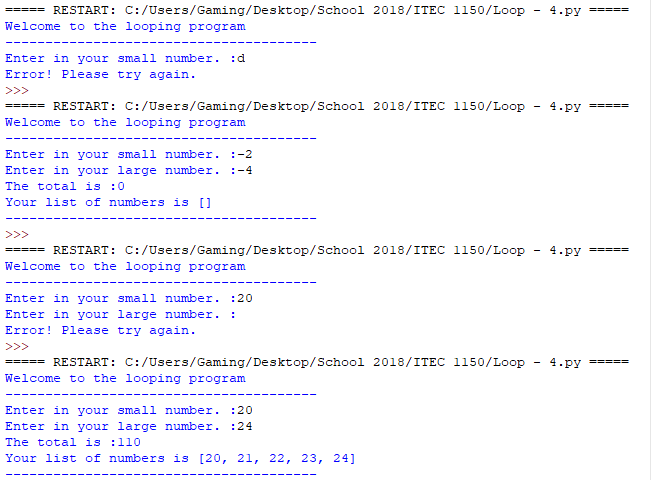 ===== RESTART: C:/Users/Gaming/Desktop/School 2018/ITEC 1150/Loop - 4.py =====
Welcome to the looping program
---------------------------------------
Enter in your small number. :d
Error! Please try again.
>>>
===== RESTART: C:/Users/Gaming/Desktop/School 2018/ITEC 1150/Loop - 4.py =====
Welcome to the looping program
---------------------------------------
Enter in your small number. :-2
Enter in your large number. :-4
The total is :0
Your list of numbers is []
---------------------------------------
>>>
===== RESTART: C:/Users/Gaming/Desktop/School 2018/ITEC 1150/Loop - 4.py =====
Welcome to the looping program
---------------------------------------
Enter in your small number. :20
Enter in your large number. :
Error! Please try again.
>>>
===== RESTART: C:/Users/Gaming/Desktop/School 2018/ITEC 1150/Loop - 4.py =====
Welcome to the looping program
---------------------------------------
Enter in your small number. :20
Enter in your large number. :24
The total is :110
Your list of numbers is [20, 21, 22, 23, 24]
---------------------------------------